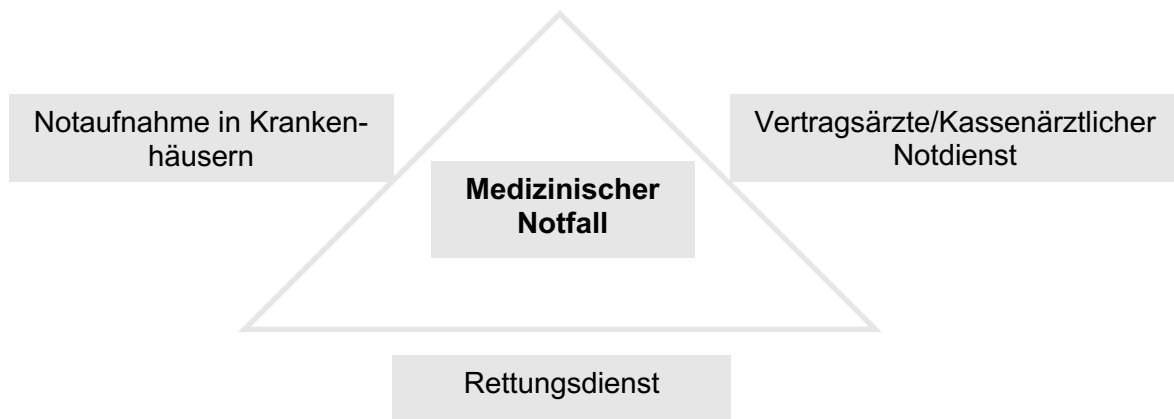 Notaufnahme in Kranken-
häusern
Vertragsärzte/Kassenärztlicher
Notdienst
Medizinischer
Notfall
Rettungsdienst